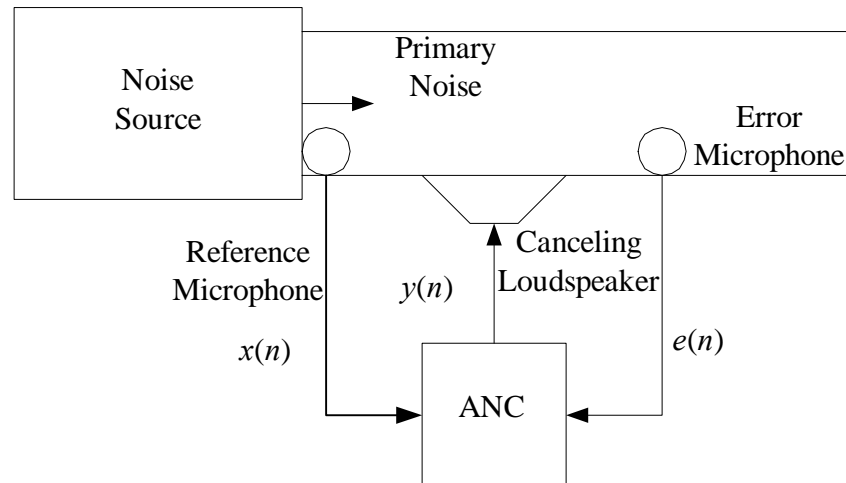 Noise
Source
Primary
Noise
Error
Microphone
Reference
Microphone
x(n)
y(n)
Canceling
Loudspeaker
e(n)
ANC